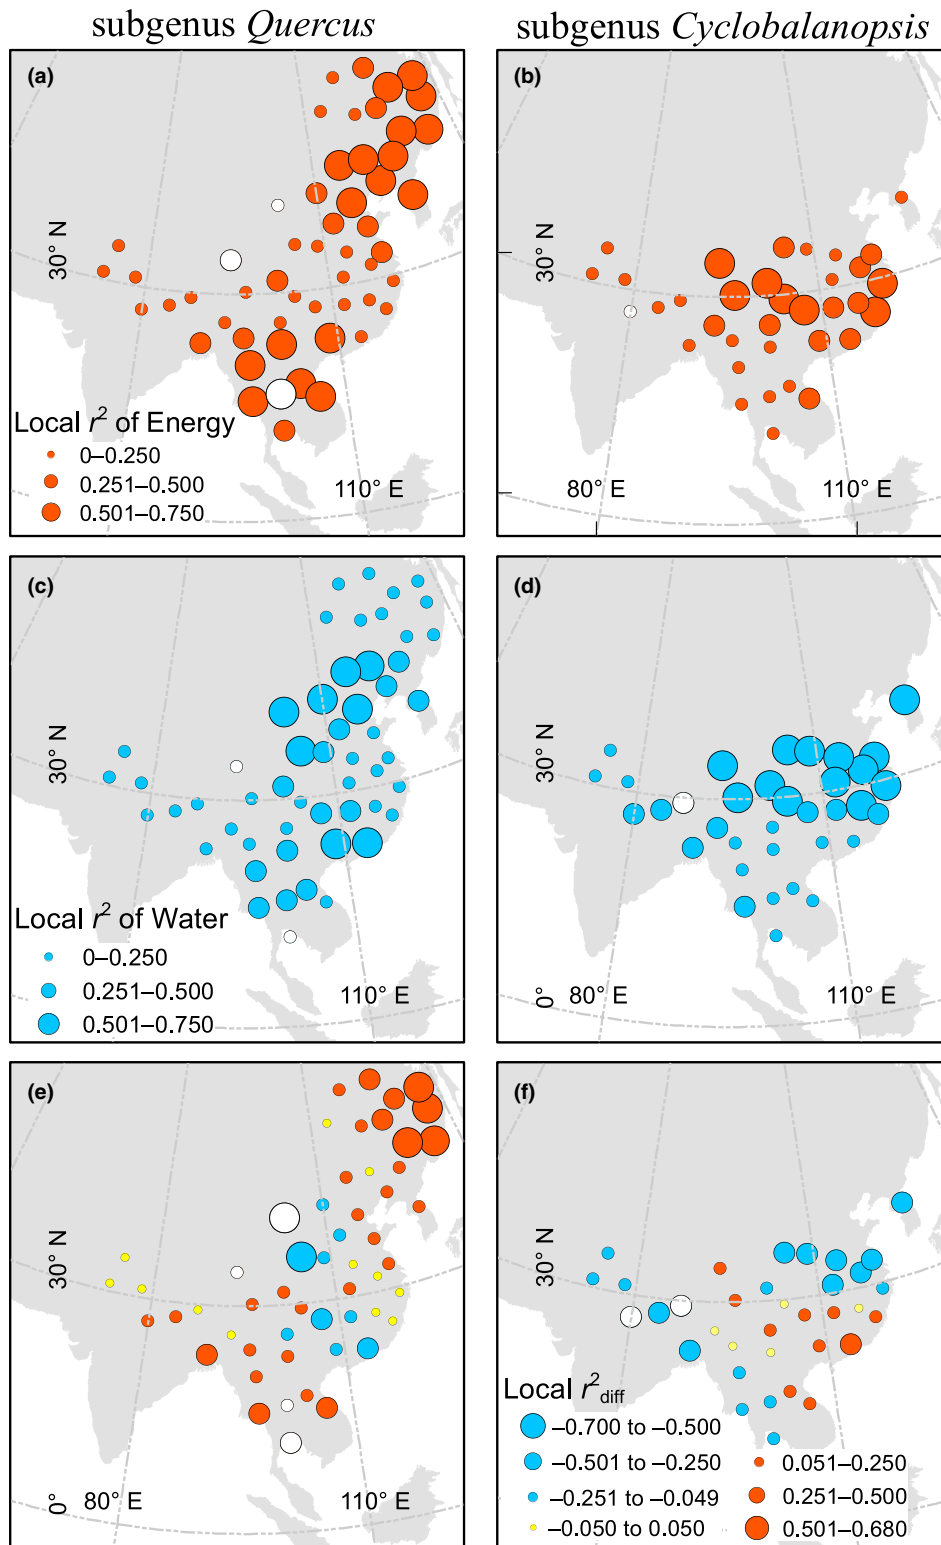 subgenus Quercus
subgenus Cyclobalanopsis
(a)
30° N
Local r² of Energy
0–0.250
0.251–0.500
0.501–0.750
110° E
(b)
30° N
80° E
110° E
(c)
30° N
Local r² of Water
0–0.250
0.251–0.500
0.501–0.750
110° E
(d)
30° N
0°
80° E
110° E
(e)
30° N
0°
80° E
110° E
(f)
30° N
Local r²diff
–0.700 to –0.500
–0.501 to –0.250
–0.251 to –0.049
–0.050 to 0.050
0.051–0.250
0.251–0.500
0.501–0.680